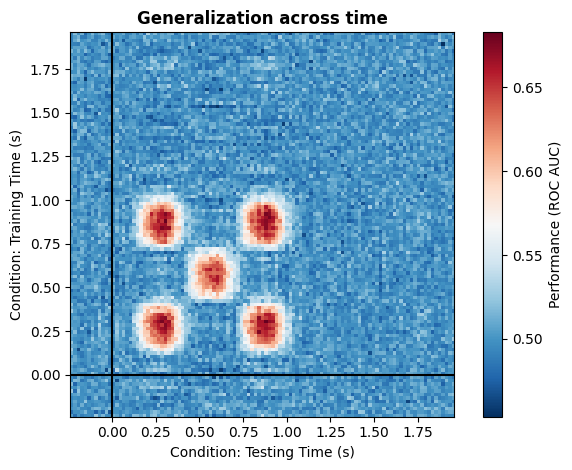 Generalization across time
Condition: Training Time (s)
1.75
1.50
1.25
1.00
0.75
0.50
0.25
0.00
0.00 0.25 0.50 0.75 1.00 1.25 1.50 1.75
Condition: Testing Time (s)
0.65
0.60
0.55
0.50
Performance (ROC AUC)